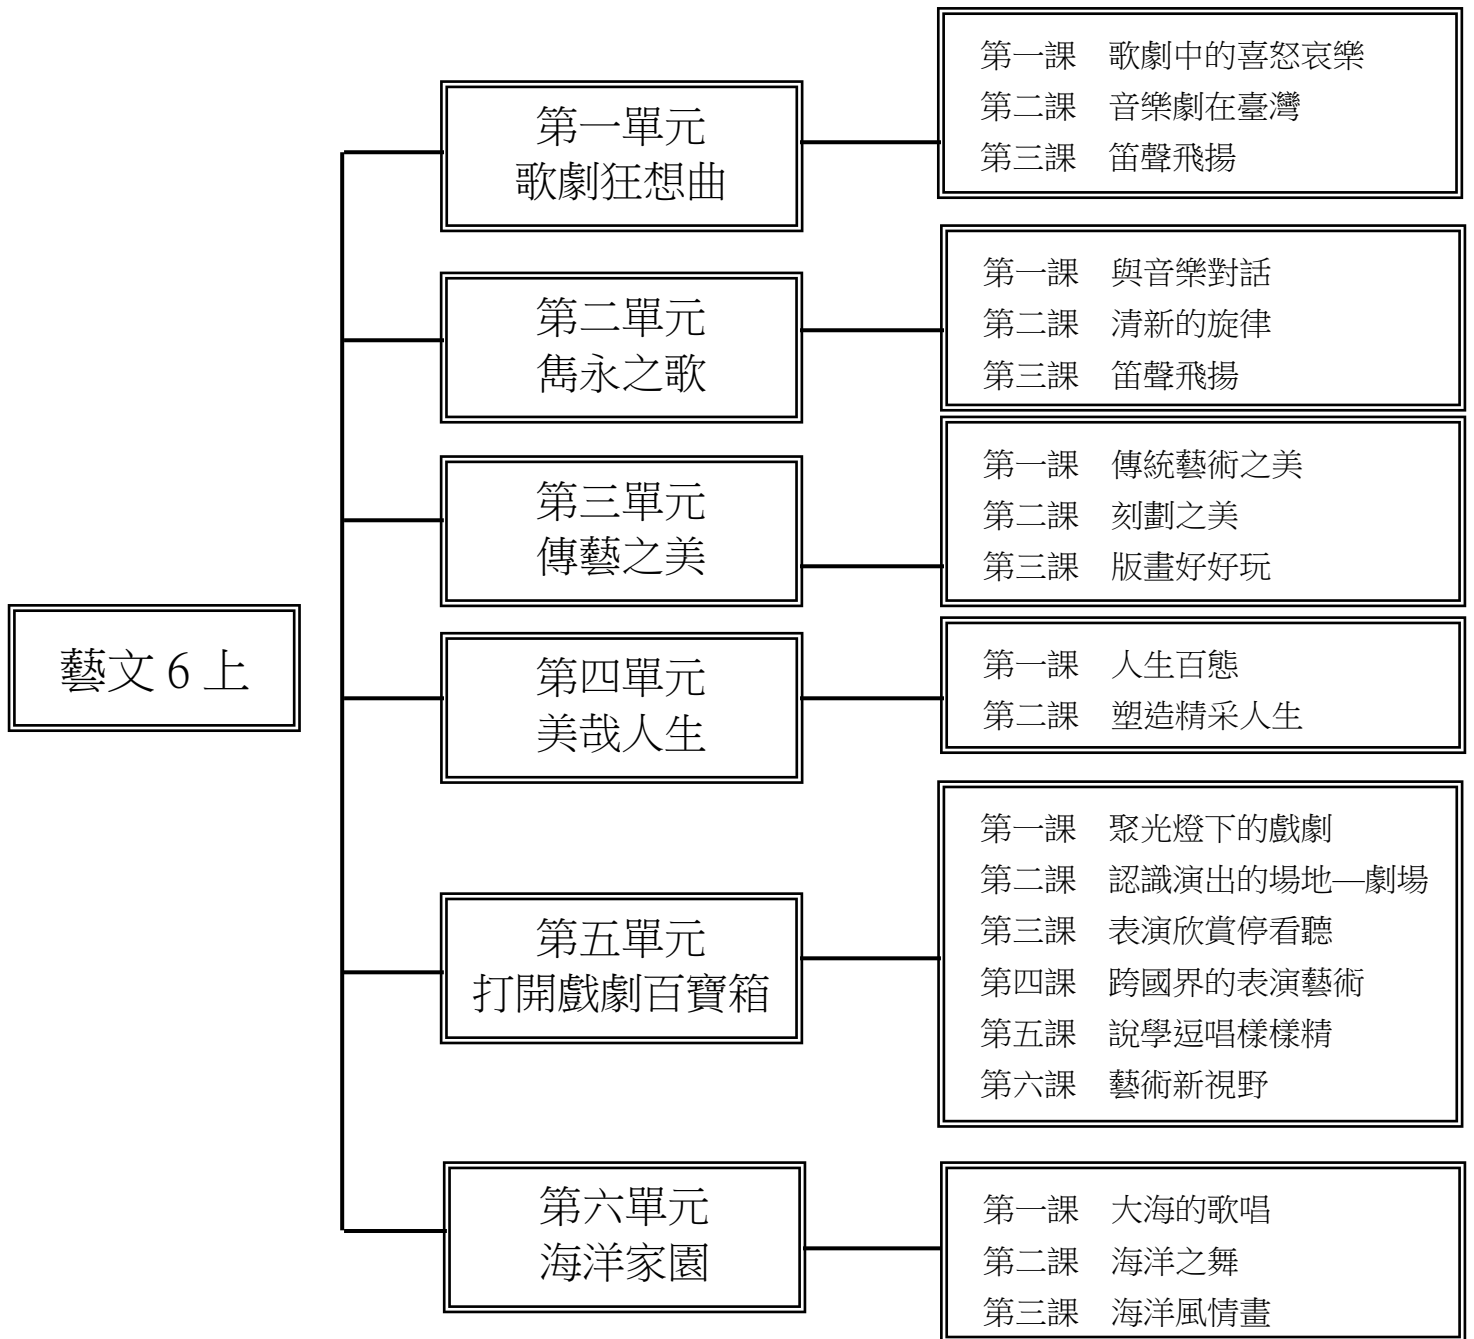 藝文 6 上
第一單元
歌劇狂想曲
第一課　歌劇中的喜怒哀樂
第二課　音樂劇在臺灣
第三課　笛聲飛揚
第二單元
雋永之歌
第一課　與音樂對話
第二課　清新的旋律
第三課　笛聲飛揚
第三單元
傳藝之美
第一課　傳統藝術之美
第二課　刻劃之美
第三課　版畫好好玩
第四單元
美哉人生
第一課　人生百態
第二課　塑造精采人生
第五單元
打開戲劇百寶箱
第一課　聚光燈下的戲劇
第二課　認識演出的場地—劇場
第三課　表演欣賞停看聽
第四課　跨國界的表演藝術
第五課　說學逗唱樣樣精
第六課　藝術新視野
第六單元
海洋家園
第一課　大海的歌唱
第二課　海洋之舞
第三課　海洋風情畫